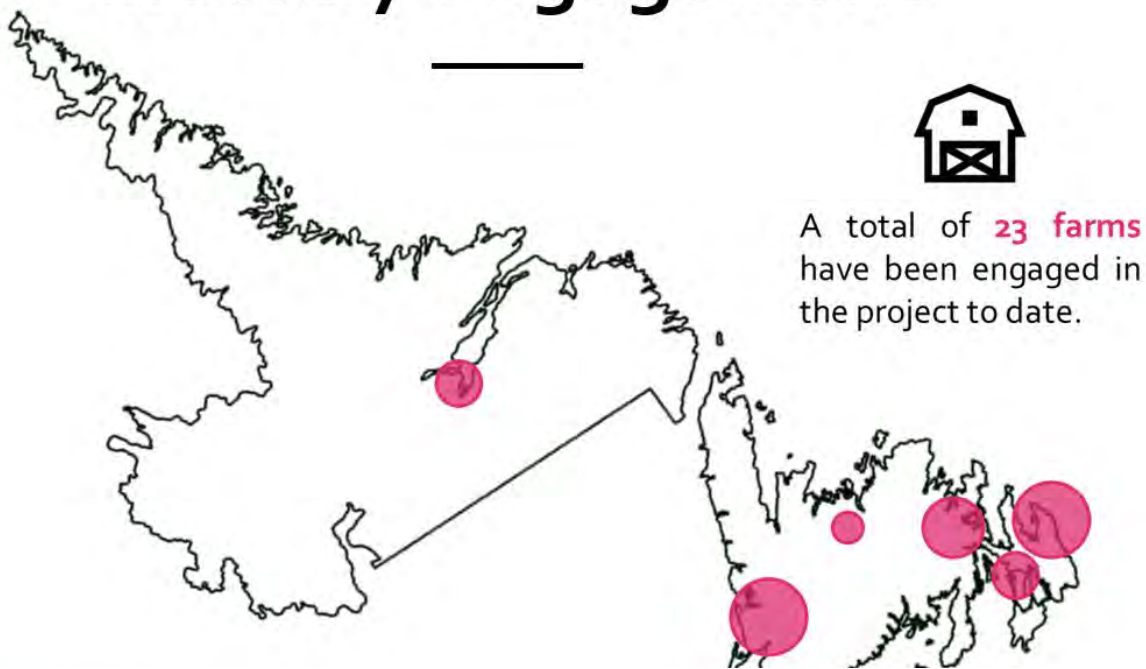 A total of 23 farms
have been engaged in
the project to date.